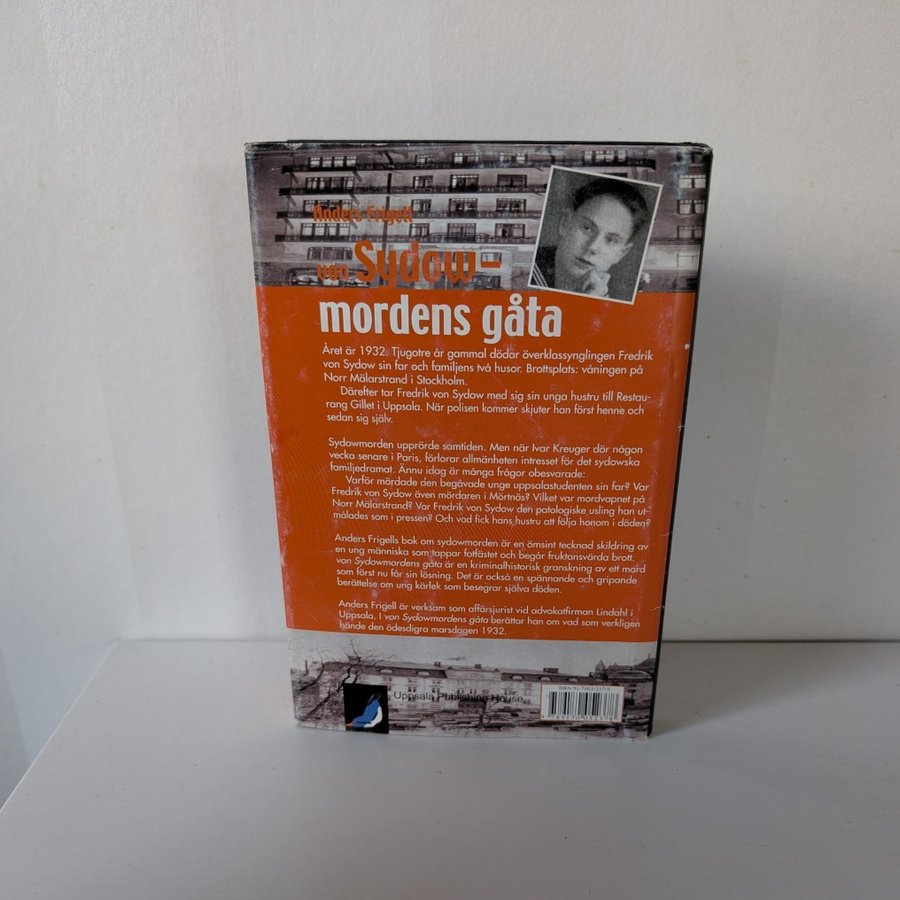 Anders Frigell
von Sydow-
mordens gåta
Året är 1932. Tjugotre år gammal dödar överklassynglingen Fredrik
von Sydow sin far och familjens två husor. Brottsplats: våningen på
Norr Mälarstrand i Stockholm.
Därefter tar Fredrik von Sydow med sig sin unga hustru till Restau-
rang Gillet i Uppsala. När polisen kommer skjuter han först henne och
sedan sig själv.
Sydowmorden upprörde samtiden. Men när Ivar Kreuger dör någon
vecka senare i Paris, förlorar allmänheten intresset för det sydowska
familjedramat. Ännu idag är många frågor obesvarade:
Varför mördade den begåvade unge uppsalastudenten sin far? Var
Fredrik von Sydow även mördaren i Mörtnäs? Vilket var mordvapnet på
Norr Mälarstrand? Var Fredrik von Sydow den patologiske usling han ut-
målades som i pressen? Och vad fick hans hustru att följa honom i döden?
Anders Frigells bok om sydowmorden är en ömsint tecknad skildring av
en ung människa som tappar fotfästet och begår fruktansvärda brott.
von Sydowmordens gåta är en kriminalhistorisk granskning av ett mord
som först nu får sin lösning. Det är också en spännande och gripande
berättelse om ung kärlek som besegrar själva döden.
Anders Frigell är verksam som affärsjurist vid advokatfirman Lindahl i
Uppsala. I von Sydowmordens gåta berättar han om vad som verkligen
hände den ödesdigra marsdagen 1932.
Uppsala Publishing House